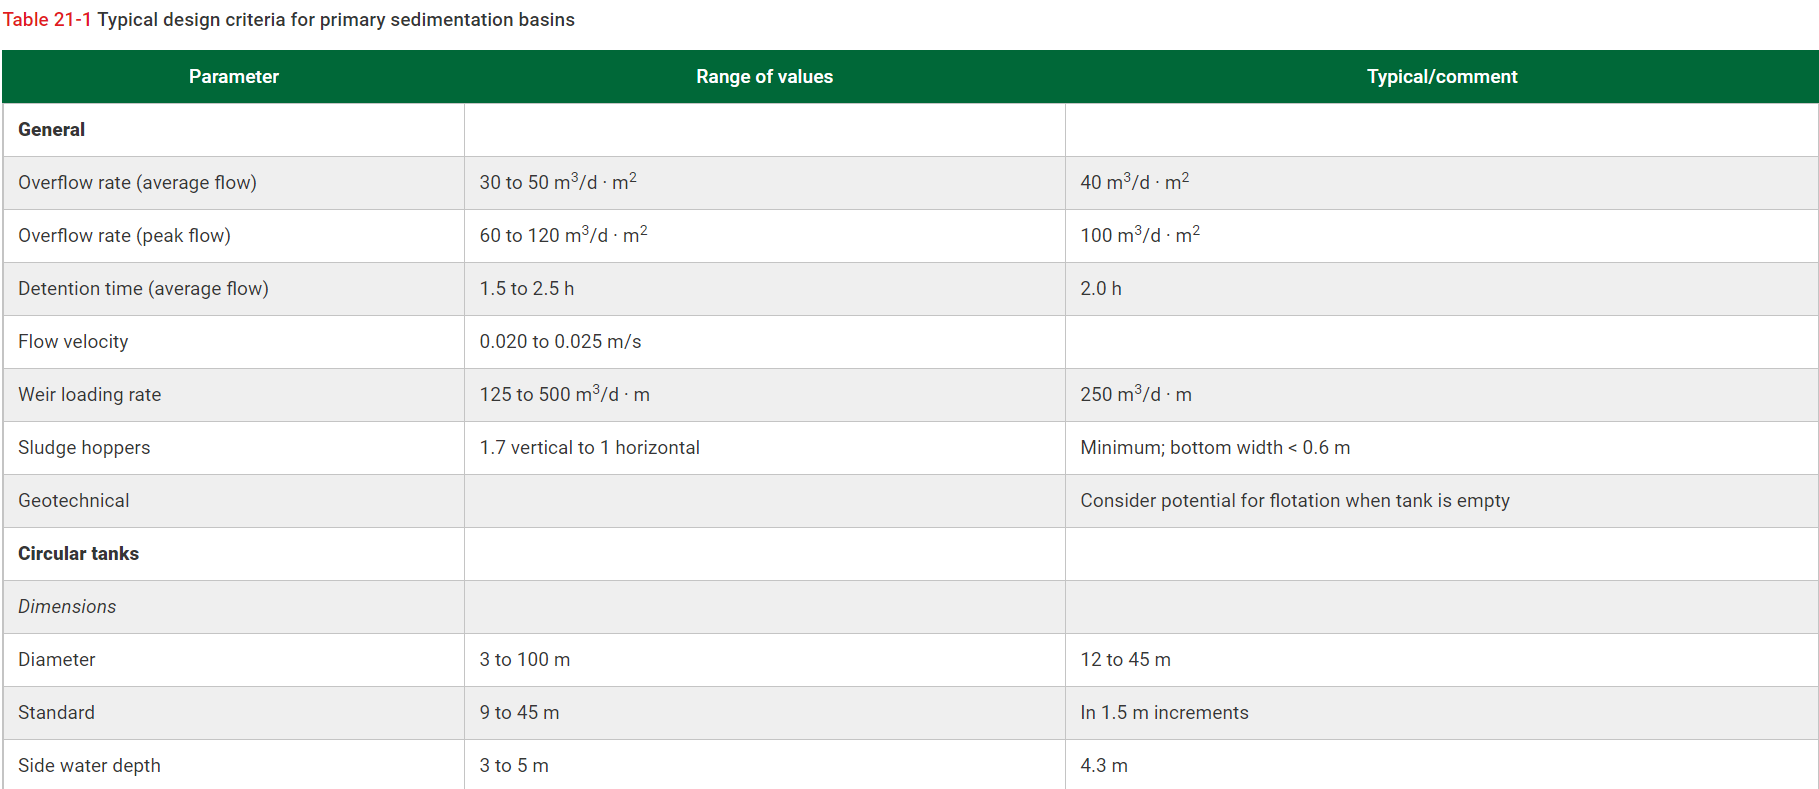 Table 21-1 Typical design criteria for primary sedimentation basins
Parameter Range of values Typical/comment
General
Overflow rate (average flow) 30 to 50 m³/d · m² 40 m³/d · m²
Overflow rate (peak flow) 60 to 120 m³/d · m² 100 m³/d · m²
Detention time (average flow) 1.5 to 2.5 h 2.0 h
Flow velocity 0.020 to 0.025 m/s
Weir loading rate 125 to 500 m³/d · m 250 m³/d · m
Sludge hoppers 1.7 vertical to 1 horizontal Minimum; bottom width < 0.6 m
Geotechnical Consider potential for flotation when tank is empty
Circular tanks
Dimensions
Diameter 3 to 100 m 12 to 45 m
Standard 9 to 45 m In 1.5 m increments
Side water depth 3 to 5 m 4.3 m